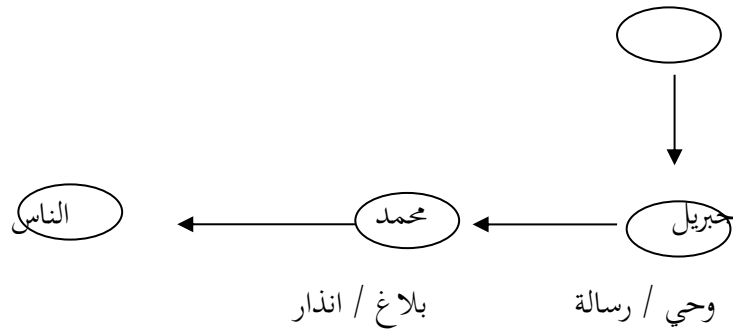 جبريل محمد الناس
وحي / رسالة بلاغ / انذار